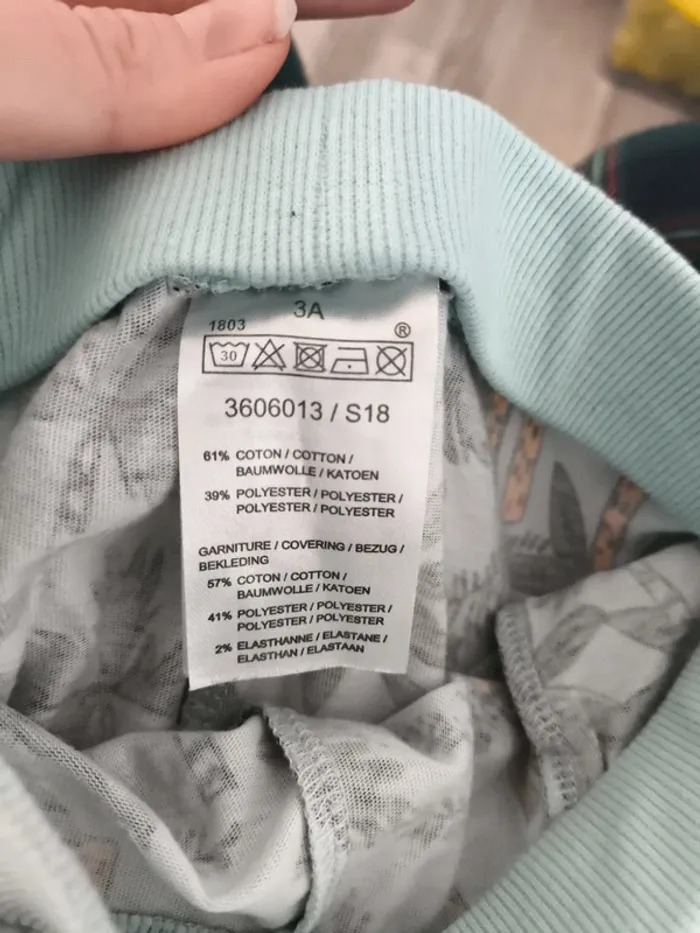 3A
1803
®
30
3606013 / S18
61% COTON / COTTON /
BAUMWOLLE / KATOEN
39% POLYESTER / POLYESTER /
POLYESTER / POLYESTER
GARNITURE / COVERING / BEZUG /
BEKLEDING
57% COTON / COTTON /
BAUMWOLLE / KATOEN
41% POLYESTER / POLYESTER /
POLYESTER / POLYESTER
2% ELASTHANNE / ELASTANE /
ELASTHAN / ELASTAAN